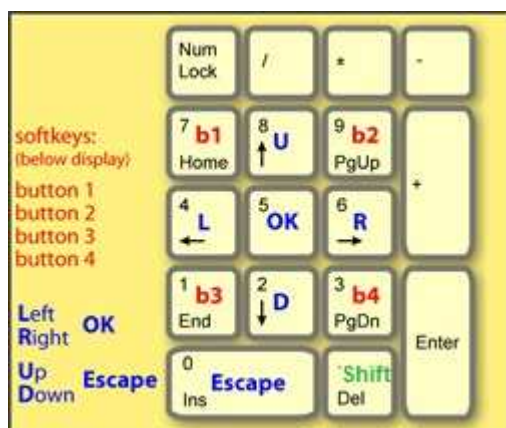 Num
Lock
/
*
-
softkeys:
(below display)
button 1
button 2
button 3
button 4
7 b1
Home
8 U
9 b2
PgUp
+
4 L
5 OK
6 R
1 b3
End
2 D
3 b4
PgDn
Enter
Left
Right OK
Up
Down Escape
0 Escape
Ins
`Shift
Del